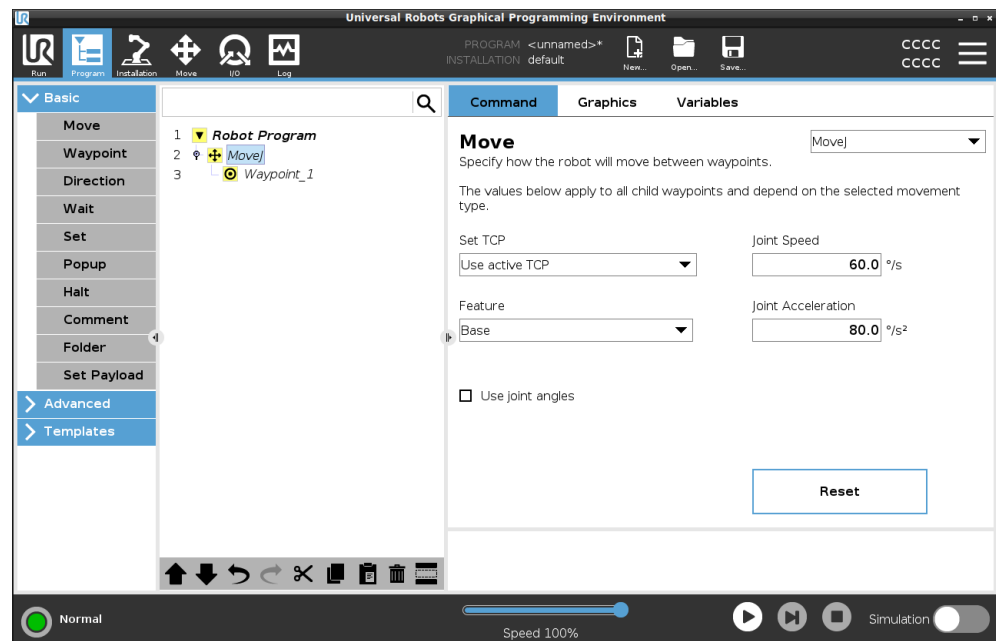 UR
Universal Robots Graphical Programming Environment
PROGRAM <unnamed>*
INSTALLATION default
Run
Program
Installation
Move
I/O
Log
New...
Open...
Save...
cccc
cccc
Basic
Move
Waypoint
Direction
Wait
Set
Popup
Halt
Comment
Folder
Set Payload
Advanced
Templates
1 Robot Program
2 MoveJ
3 Waypoint_1
Command Graphics Variables
Move
MoveJ
Specify how the robot will move between waypoints.
The values below apply to all child waypoints and depend on the selected movement
type.
Set TCP
Use active TCP
Joint Speed
60.0 °/s
Feature
Base
Joint Acceleration
80.0 °/s²
Use joint angles
Reset
Normal
Speed 100%
Simulation